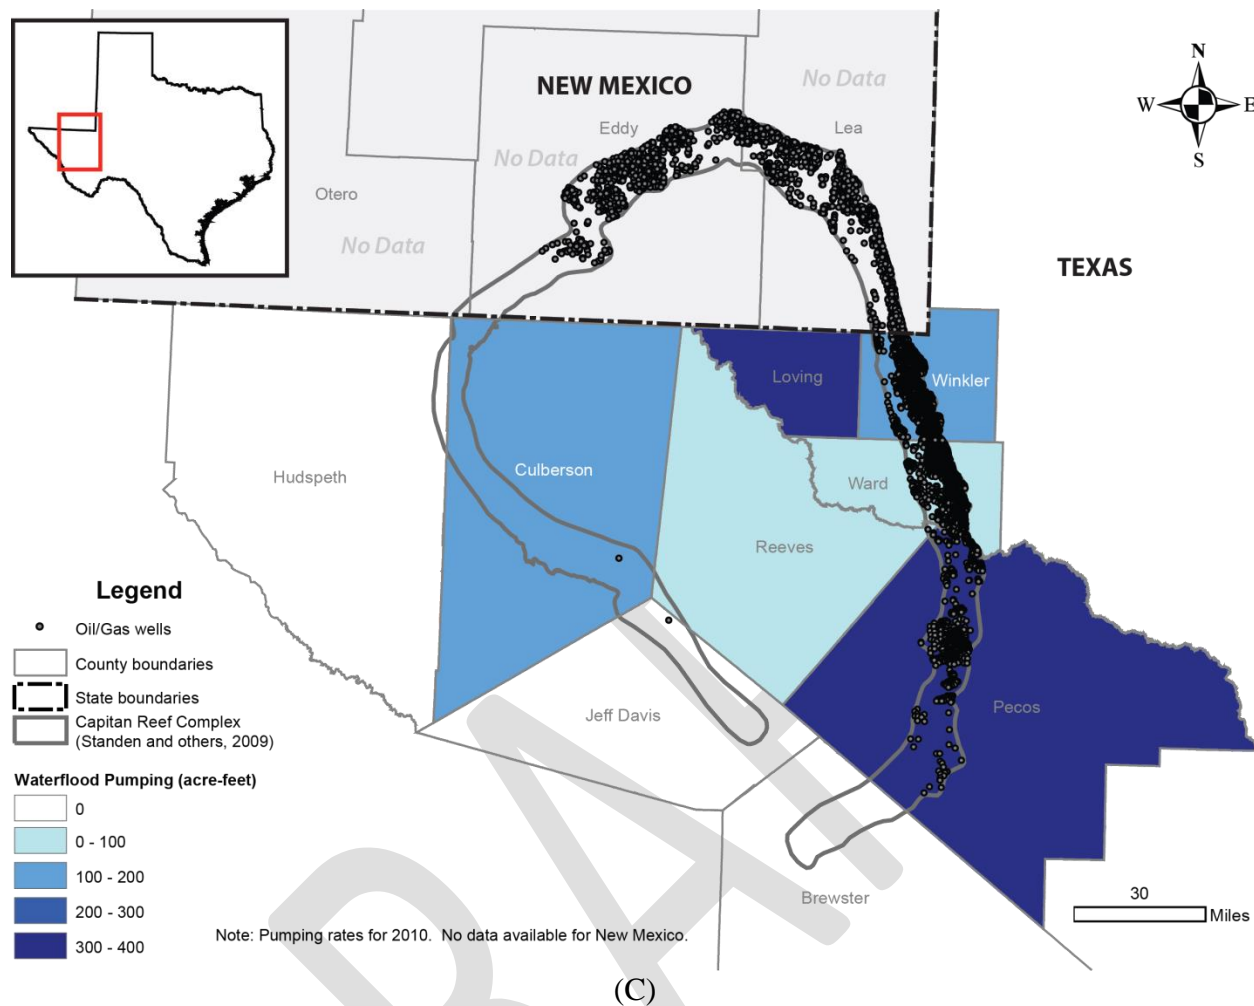 NEW MEXICO
No Data
Eddy
Lea
No Data
Otero
No Data
N
W
E
S
TEXAS
Loving
Winkler
Culberson
Hudspeth
Ward
Reeves
Jeff Davis
Pecos
Brewster
Legend
Oil/Gas wells
County boundaries
State boundaries
Capitan Reef Complex
(Standen and others, 2009)
Waterflood Pumping (acre-feet)
0
0 - 100
100 - 200
200 - 300
300 - 400
30
Miles
Note: Pumping rates for 2010.  No data available for New Mexico.
(C)